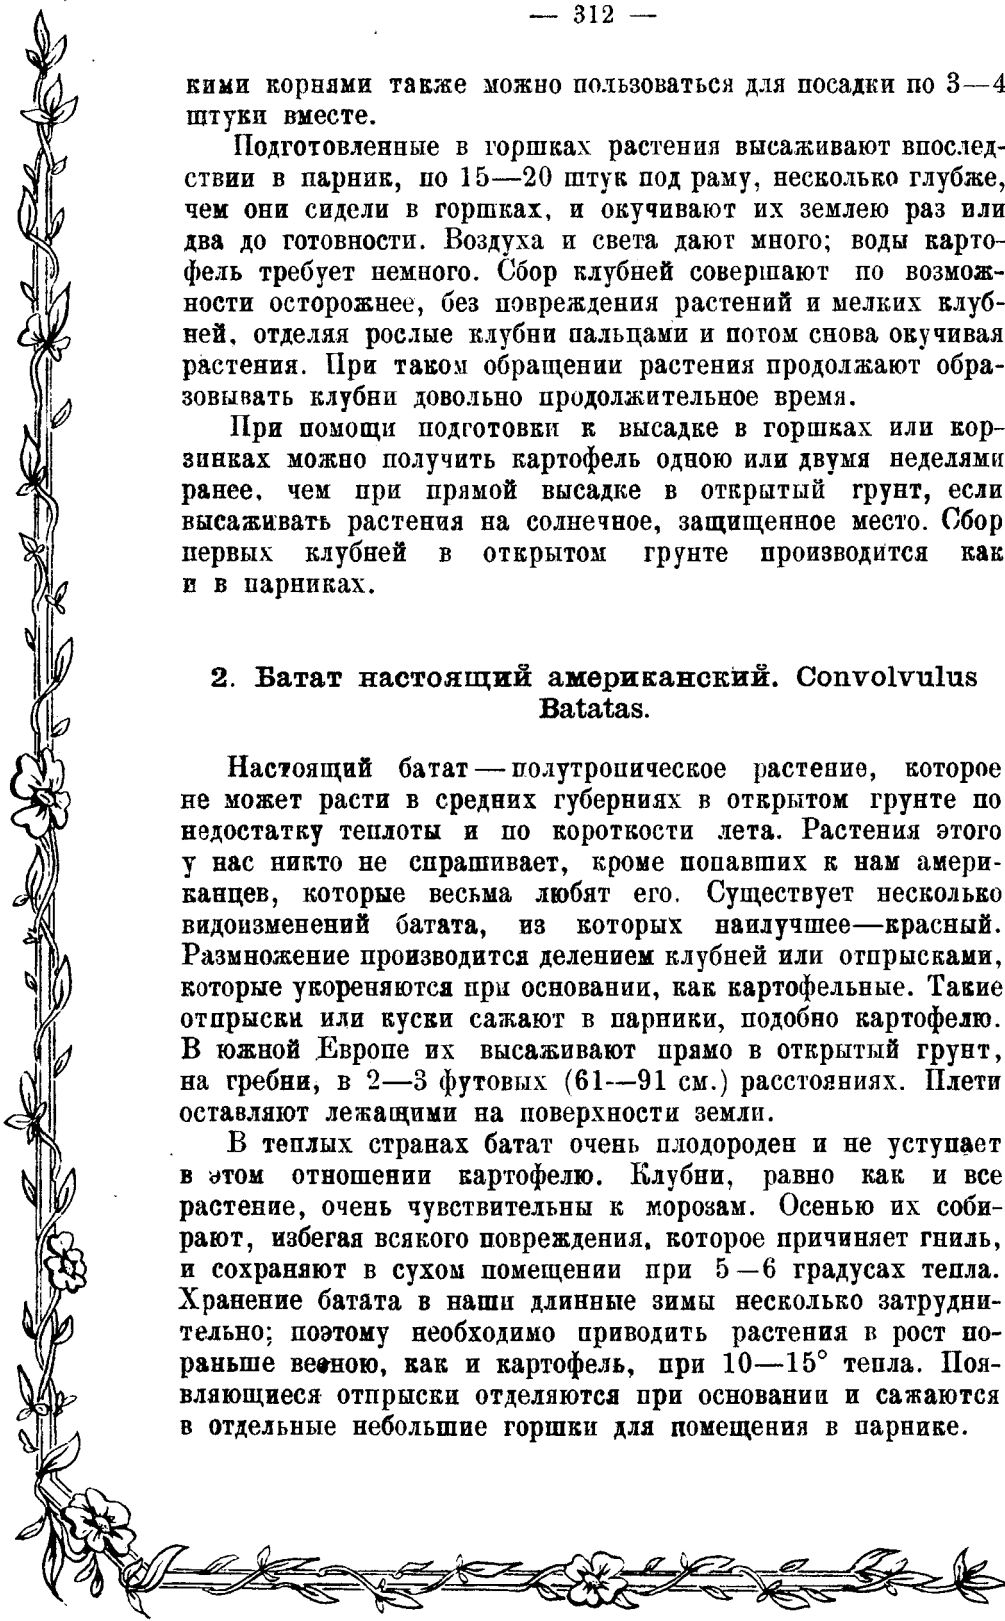 — 312 —
кими корнями также можно пользоваться для посадки по 3—4
штуки вместе.
Подготовленные в горшках растения высаживают впослед-
ствии в парник, по 15—20 штук под раму, несколько глубже,
чем они сидели в горшках, и окучивают их землею раз или
два до готовности. Воздуха и света дают много; воды карто-
фель требует немного. Сбор клубней совершают по возмож-
ности осторожнее, без повреждения растений и мелких клуб-
ней, отделяя рослые клубни пальцами и потом снова окучивая
растения. При таком обращении растения продолжают обра-
зовывать клубни довольно продолжительное время.
При помощи подготовки к высадке в горшках или кор-
зинках можно получить картофель одною или двумя неделями
ранее, чем при прямой высадке в открытый грунт, если
высаживать растения на солнечное, защищенное место. Сбор
первых клубней в открытом грунте производится как
и в парниках.
2. Батат настоящий американский. Convolvulus
Batatas.
Настоящий батат — полутропическое растение, которое
не может расти в средних губерниях в открытом грунте по
недостатку теплоты и по короткости лета. Растения этого
у нас никто не спрашивает, кроме попавших к нам амери-
канцев, которые весьма любят его. Существует несколько
видоизменений батата, из которых наилучшее—красный.
Размножение производится делением клубней или отпрысками,
которые укореняются при основании, как картофельные. Такие
отпрыски или куски сажают в парники, подобно картофелю.
В южной Европе их высаживают прямо в открытый грунт,
на гребни, в 2—3 футовых (61—91 см.) расстояниях. Плети
оставляют лежащими на поверхности земли.
В теплых странах батат очень плодороден и не уступает
в этом отношении картофелю. Клубни, равно как и все
растение, очень чувствительны к морозам. Осенью их соби-
рают, избегая всякого повреждения, которое причиняет гниль,
и сохраняют в сухом помещении при 5—6 градусах тепла.
Хранение батата в наши длинные зимы несколько затрудни-
тельно; поэтому необходимо приводить растения в рост по-
раньше весною, как и картофель, при 10—15° тепла. Поя-
вляющиеся отпрыски отделяются при основании и сажаются
в отдельные небольшие горшки для помещения в парнике.